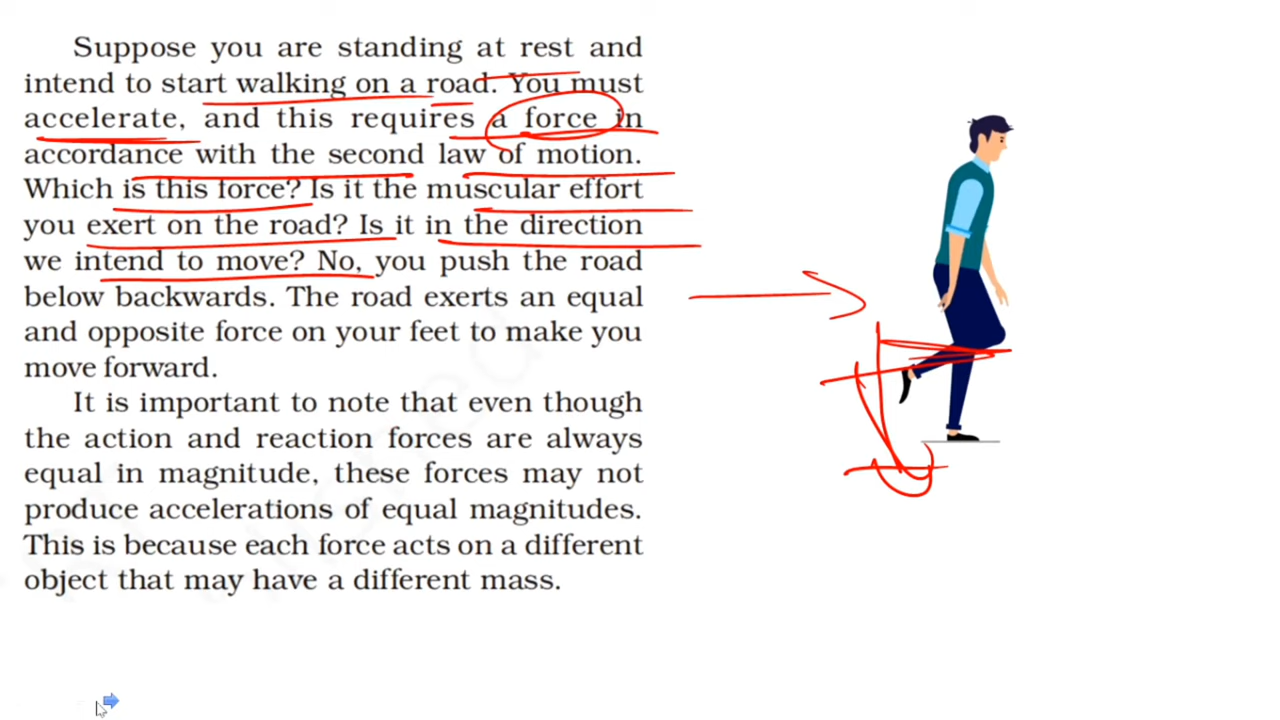 Suppose you are standing at rest and
intend to start walking on a road. You must
accelerate, and this requires a force in
accordance with the second law of motion.
Which is this force? Is it the muscular effort
you exert on the road? Is it in the direction
we intend to move? No, you push the road
below backwards. The road exerts an equal
and opposite force on your feet to make you
move forward.
It is important to note that even though
the action and reaction forces are always
equal in magnitude, these forces may not
produce accelerations of equal magnitudes.
This is because each force acts on a different
object that may have a different mass.